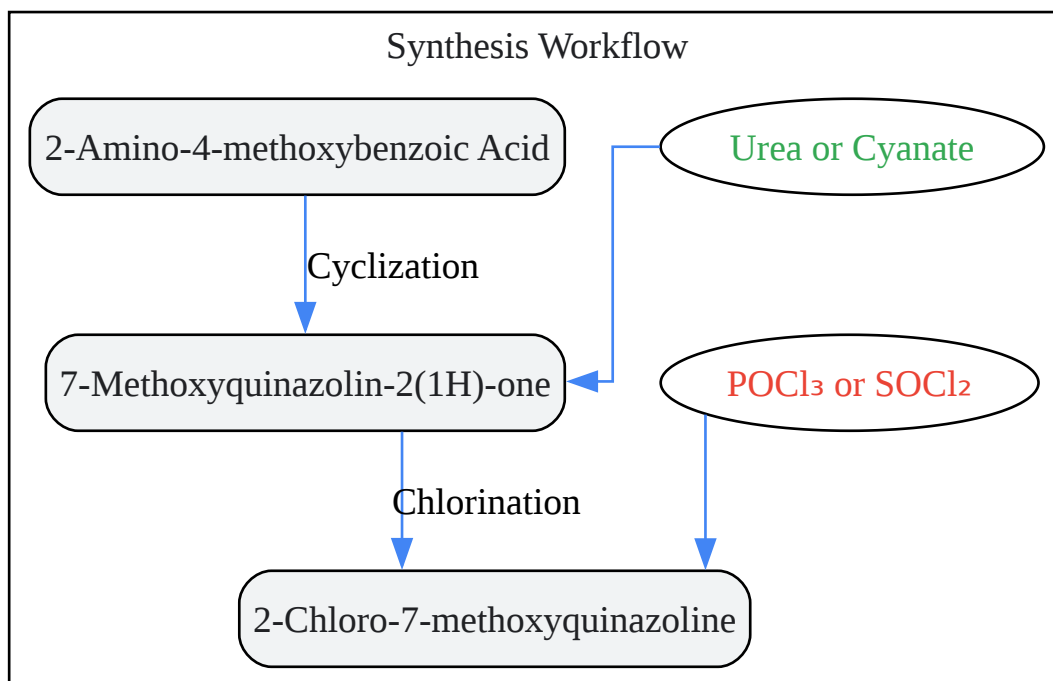 Synthesis Workflow
2-Amino-4-methoxybenzoic Acid
Urea or Cyanate
Cyclization
7-Methoxyquinazolin-2(1H)-one
POCl₃ or SOCl₂
Chlorination
2-Chloro-7-methoxyquinazoline